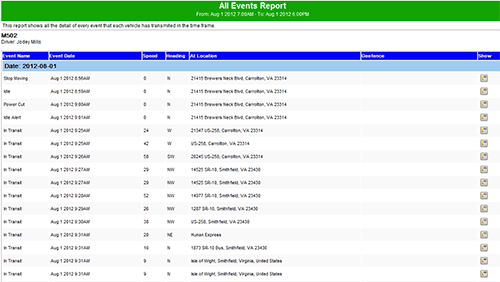 All Events Report
From: Aug 1 2012 7:00AM - To: Aug 1 2012 6:00PM
This report shows all the detail of every event that each vehicle has transmitted in the time frame.
M502
Driver: Jodey Mills
Event Name Event Date Speed Heading At Location Geofence Show
Date: 2012-08-01
Stop Moving Aug 1 2012 8:56AM 0 N 21415 Brewers Neck Blvd, Carrollton, VA 23314
Idle Aug 1 2012 8:59AM 0 N 21415 Brewers Neck Blvd, Carrollton, VA 23314
Power Cut Aug 1 2012 9:00AM 0 N 21415 Brewers Neck Blvd, Carrollton, VA 23314
Idle Alert Aug 1 2012 9:01AM 0 N 21415 Brewers Neck Blvd, Carrollton, VA 23314
In Transit Aug 1 2012 9:25AM 24 W 21347 US-258, Carrollton, VA 23314
In Transit Aug 1 2012 9:25AM 42 W US-258, Carrollton, VA 23314
In Transit Aug 1 2012 9:26AM 58 SW 20245 US-258, Carrollton, VA 23314
In Transit Aug 1 2012 9:27AM 29 NW 14525 SR-10, Smithfield, VA 23430
In Transit Aug 1 2012 9:27AM 29 NW 14525 SR-10, Smithfield, VA 23430
In Transit Aug 1 2012 9:28AM 52 NW 14077 SR-10, Smithfield, VA 23430
In Transit Aug 1 2012 9:29AM 26 NW 1287 SR-10, Smithfield, VA 23430
In Transit Aug 1 2012 9:30AM 38 NW US-258, Smithfield, VA 23430
In Transit Aug 1 2012 9:31AM 20 NE Hunan Express
In Transit Aug 1 2012 9:31AM 16 N 1873 SR-10 Bus, Smithfield, VA 23430
In Transit Aug 1 2012 9:31AM 9 N Isle of Wight, Smithfield, Virginia, United States
In Transit Aug 1 2012 9:31AM 9 N Isle of Wight, Smithfield, Virginia, United States